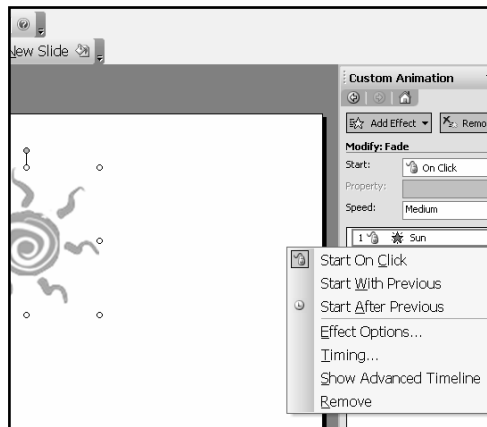 New Slide
Custom Animation
Add Effect
Remo
Modify: Fade
Start: On Click
Property:
Speed: Medium
1 Sun
Start On Click
Start With Previous
Start After Previous
Effect Options...
Timing...
Show Advanced Timeline
Remove